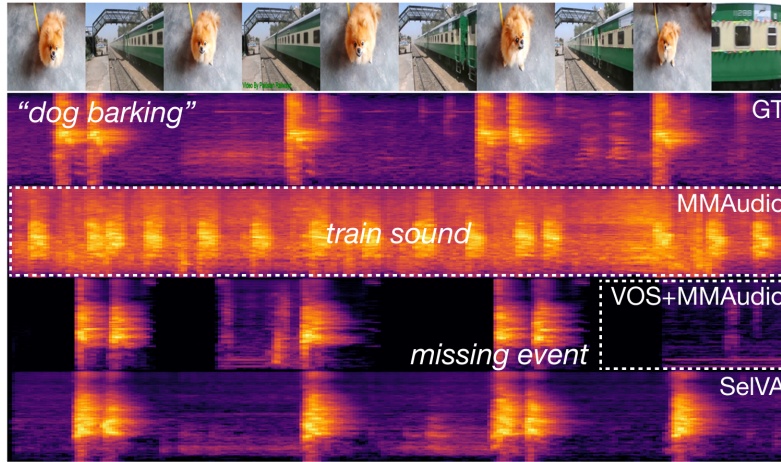 "dog barking"
GT
MMAudio
train sound
VOS+MMAudio
missing event
SelVA